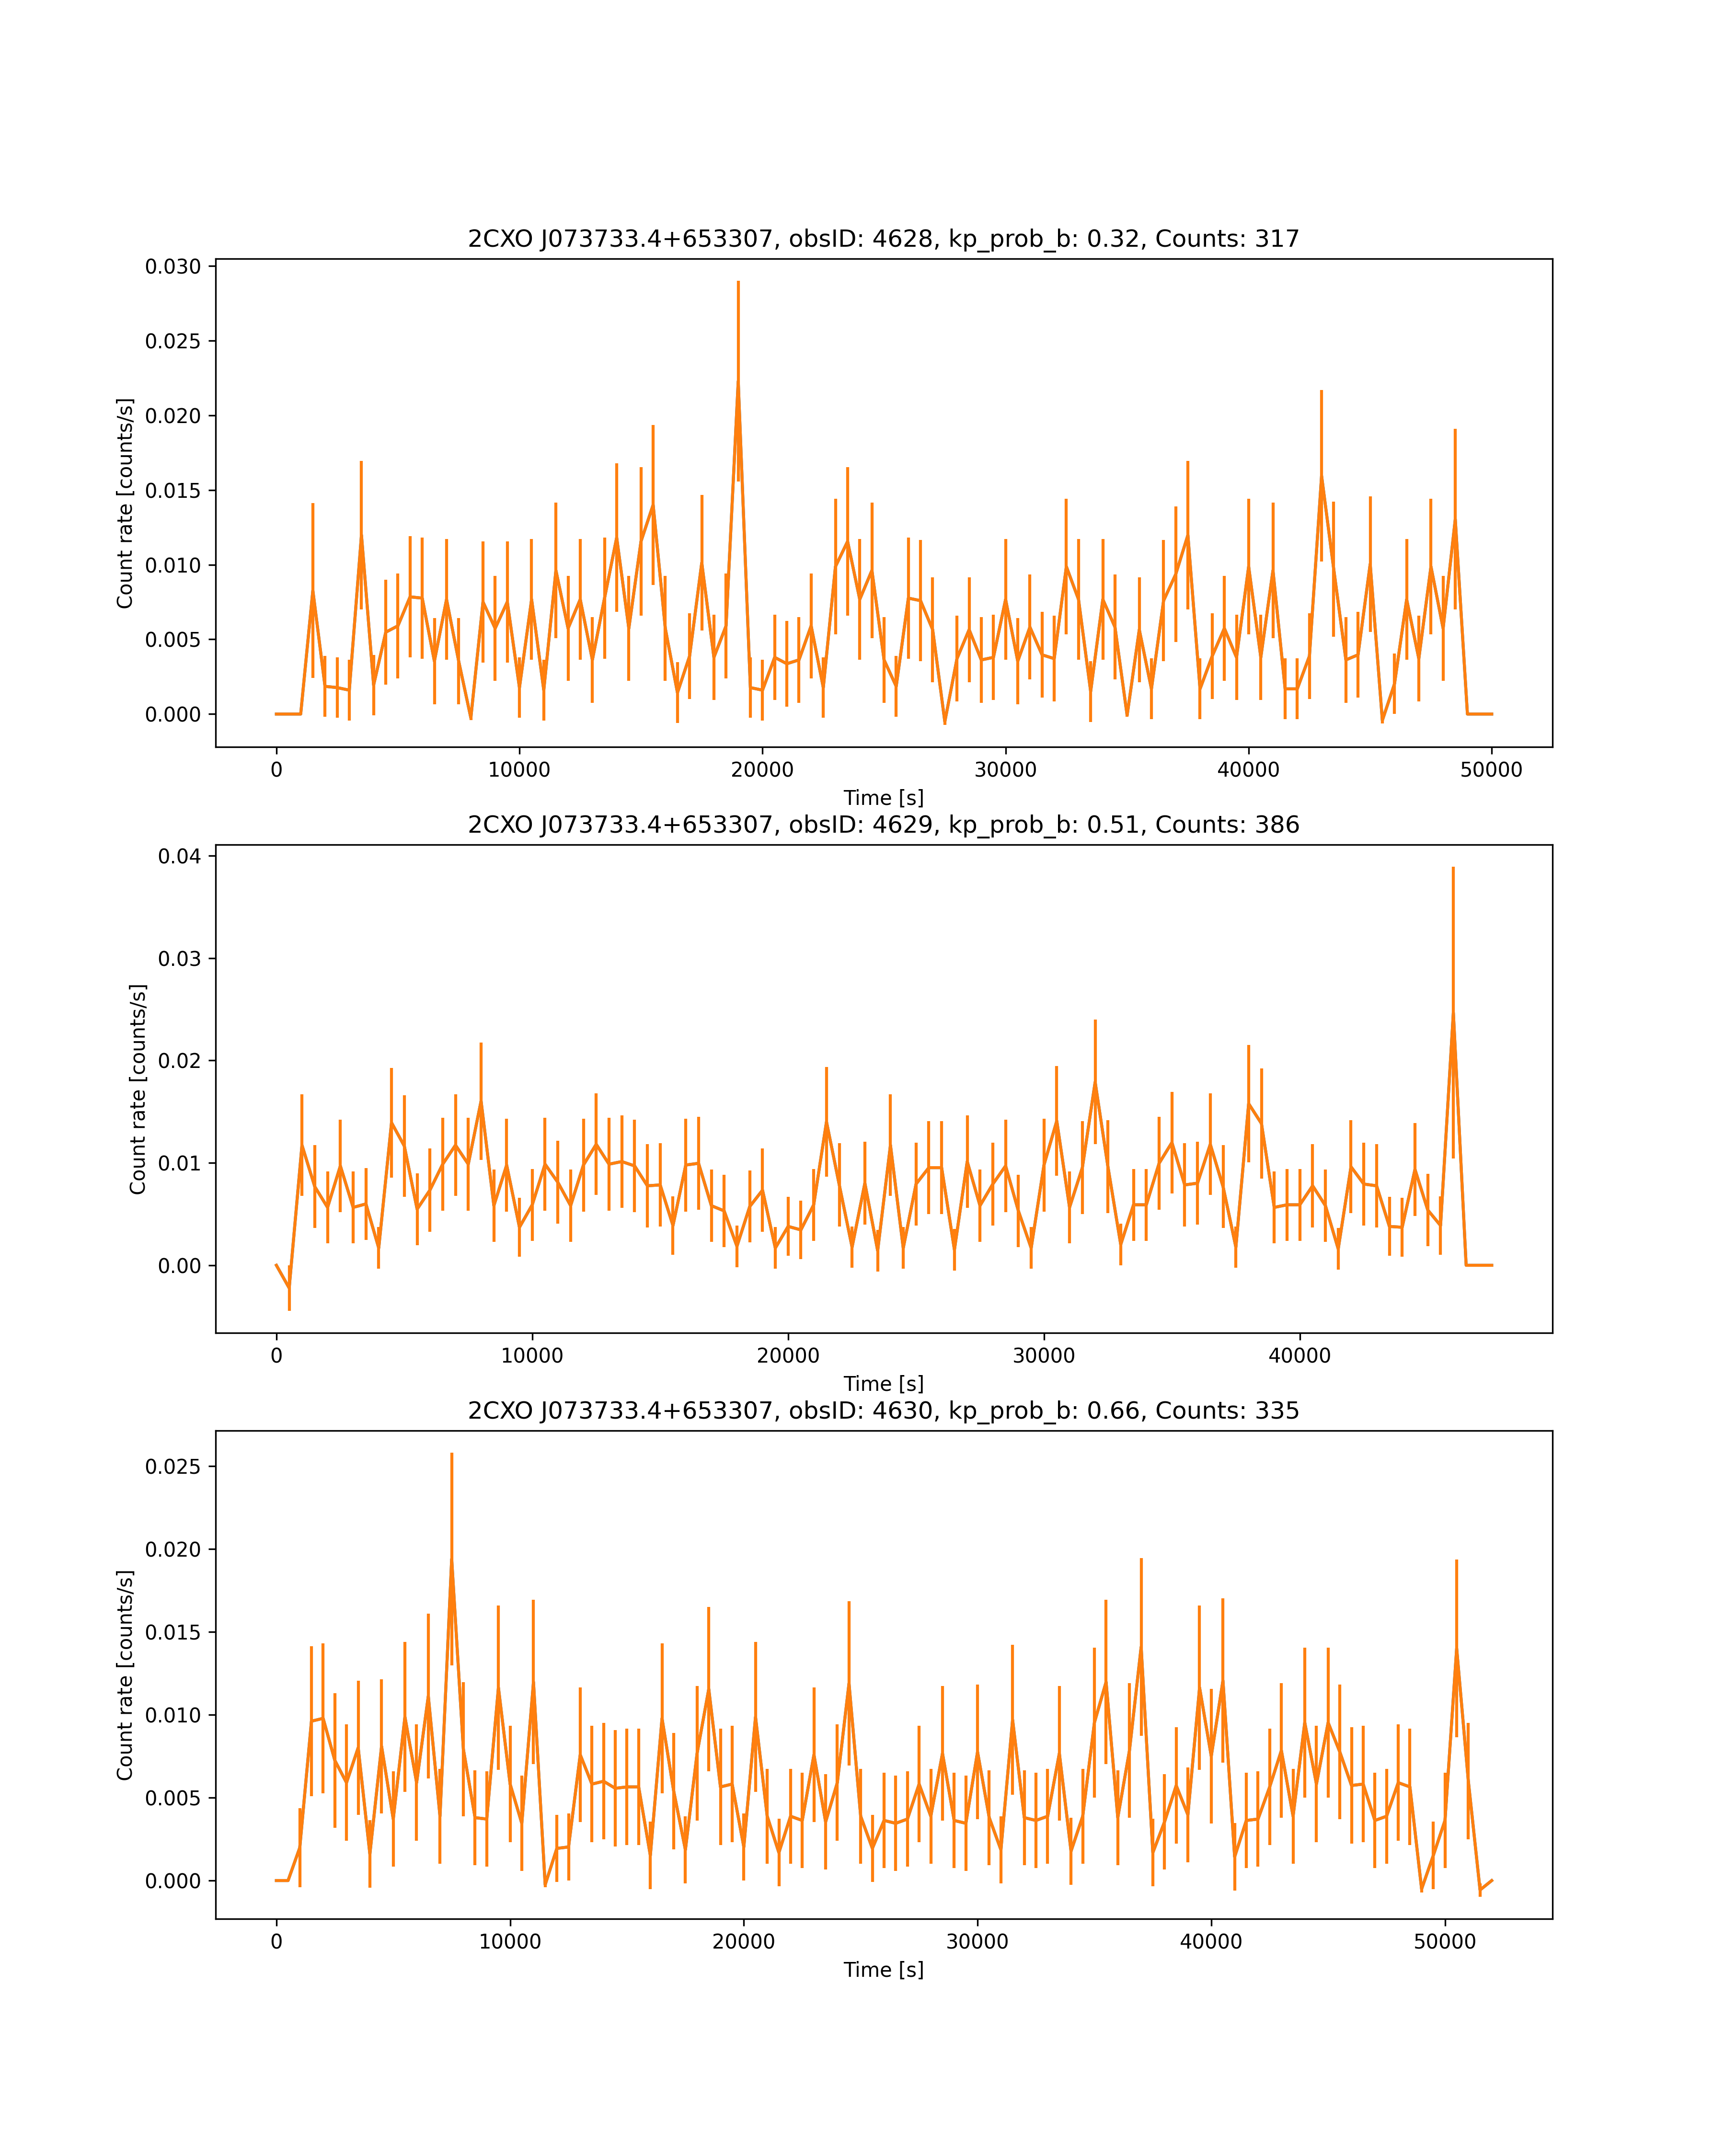 2CXO J073733.4+653307, obsID: 4628, kp_prob_b: 0.32, Counts: 317
0.030
0.025
0.020
0.015
0.010
0.005
0.000
Count rate [counts/s]
0 10000 20000 30000 40000 50000
Time [s]
2CXO J073733.4+653307, obsID: 4629, kp_prob_b: 0.51, Counts: 386
0.04
0.03
0.02
0.01
0.00
Count rate [counts/s]
0 10000 20000 30000 40000
Time [s]
2CXO J073733.4+653307, obsID: 4630, kp_prob_b: 0.66, Counts: 335
0.025
0.020
0.015
0.010
0.005
0.000
Count rate [counts/s]
0 10000 20000 30000 40000 50000
Time [s]